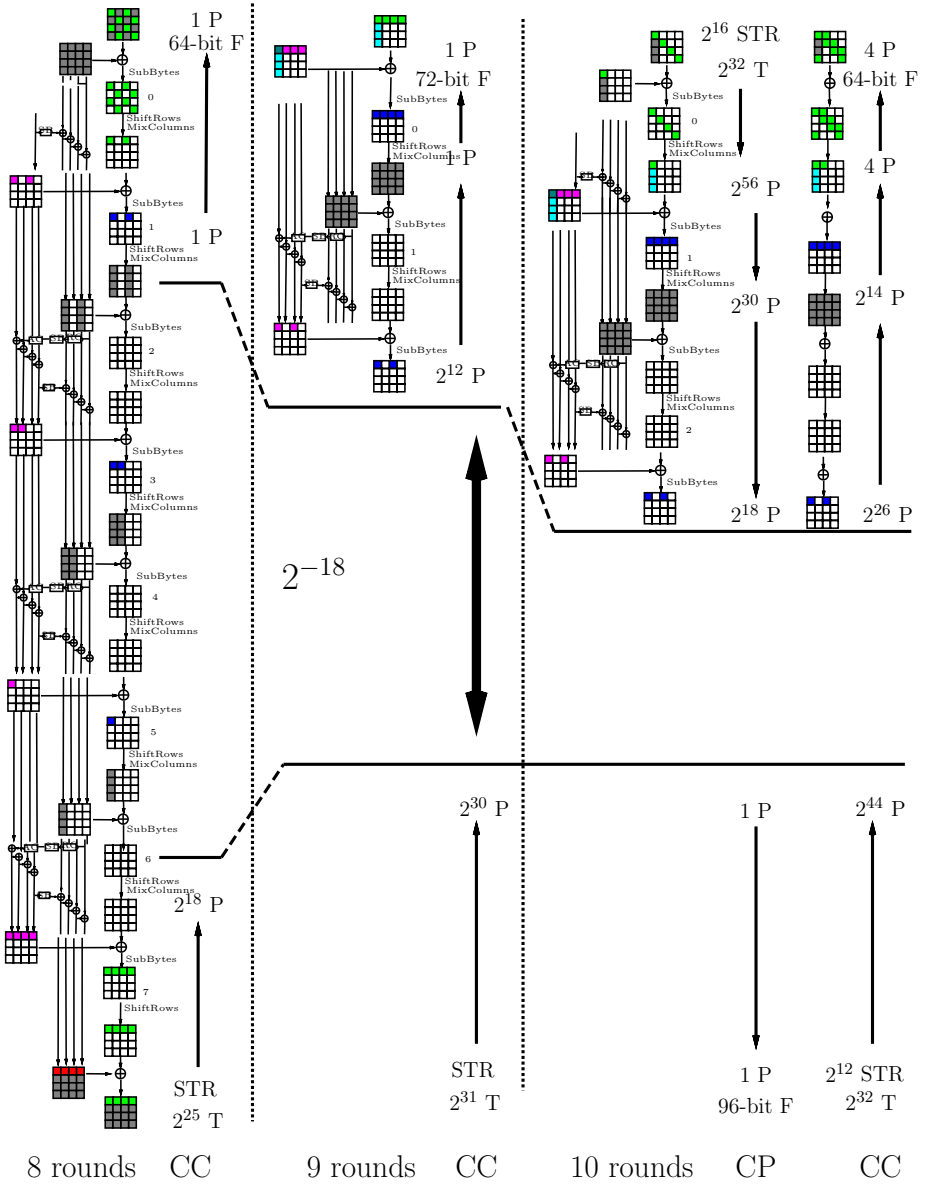 1 P
64-bit F
SubBytes
0
ShiftRows
MixColumns
SubBytes
1
ShiftRows
MixColumns
1 P
SubBytes
2
ShiftRows
MixColumns
SubBytes
3
ShiftRows
MixColumns
SubBytes
4
ShiftRows
MixColumns
SubBytes
5
ShiftRows
MixColumns
SubBytes
6
ShiftRows
MixColumns
2^18 P
SubBytes
7
ShiftRows
STR
2^25 T
8 rounds CC
1 P
72-bit F
SubBytes
0
ShiftRows
MixColumns
1 P
SubBytes
1
ShiftRows
MixColumns
SubBytes
2^12 P
2^−18
2^30 P
STR
2^31 T
9 rounds CC
2^16 STR
2^32 T
SubBytes
0
ShiftRows
MixColumns
2^56 P
SubBytes
1
ShiftRows
MixColumns
2^30 P
SubBytes
ShiftRows
MixColumns
2
SubBytes
2^18 P
4 P
64-bit F
4 P
2^14 P
2^26 P
1 P
1 P
96-bit F
2^44 P
2^12 STR
2^32 T
10 rounds CP CC